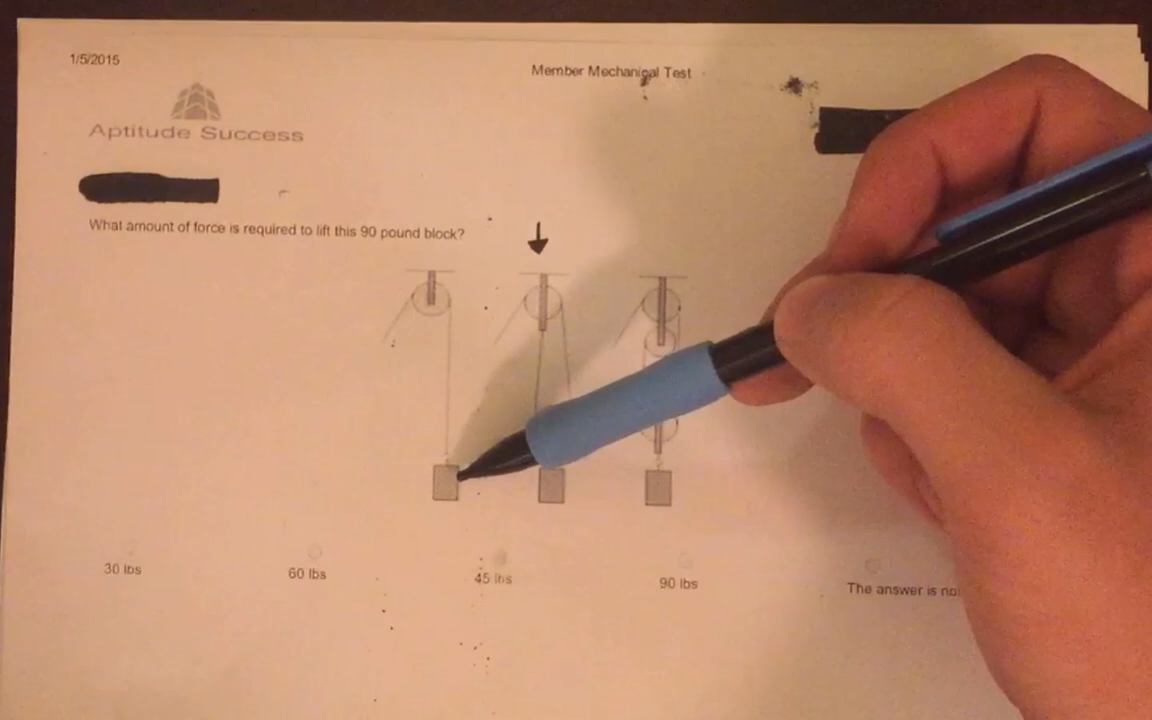 1/5/2015
Member Mechanical Test
Aptitude Success
What amount of force is required to lift this 90 pound block?
30 lbs
60 lbs
45 lbs
90 lbs
The answer is